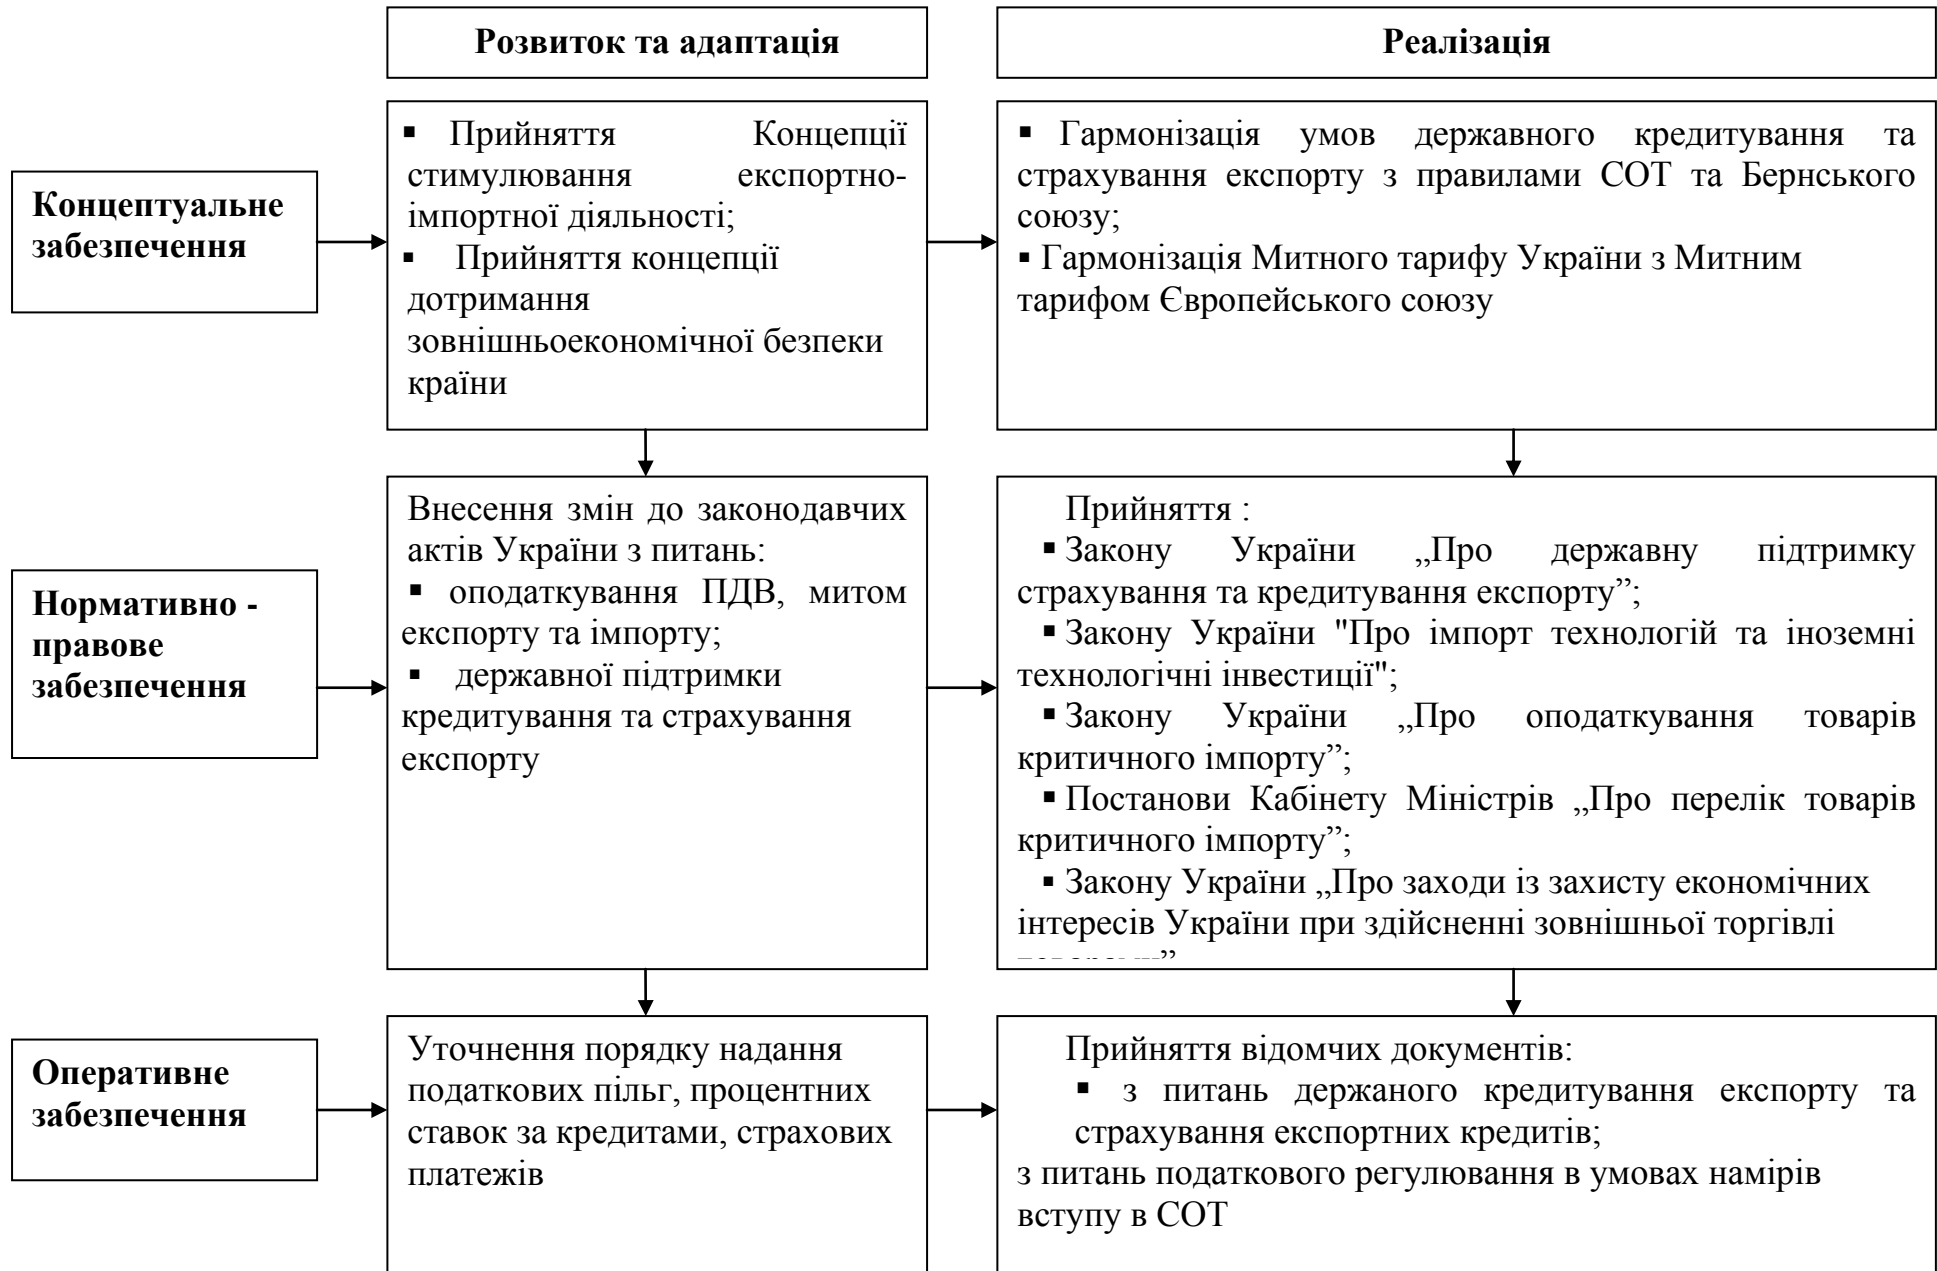 Розвиток та адаптація
Реалізація
Концептуальне
забезпечення
▪ Прийняття Концепції
стимулювання експортно-
імпортної діяльності;
▪ Прийняття концепції
дотримання
зовнішньоекономічної безпеки
країни
▪ Гармонізація умов державного кредитування та
страхування експорту з правилами СОТ та Бернського
союзу;
▪ Гармонізація Митного тарифу України з Митним
тарифом Європейського союзу
Нормативно -
правове
забезпечення
Внесення змін до законодавчих
актів України з питань:
▪ оподаткування ПДВ, митом
експорту та імпорту;
▪ державної підтримки
кредитування та страхування
експорту
Прийняття :
▪ Закону України „Про державну підтримку
страхування та кредитування експорту”;
▪ Закону України "Про імпорт технологій та іноземні
технологічні інвестиції";
▪ Закону України „Про оподаткування товарів
критичного імпорту”;
▪ Постанови Кабінету Міністрів „Про перелік товарів
критичного імпорту”;
▪ Закону України „Про заходи із захисту економічних
інтересів України при здійсненні зовнішньої торгівлі
Оперативне
забезпечення
Уточнення порядку надання
податкових пільг, процентних
ставок за кредитами, страхових
платежів
Прийняття відомчих документів:
▪ з питань держаного кредитування експорту та
страхування експортних кредитів;
з питань податкового регулювання в умовах намірів
вступу в СОТ